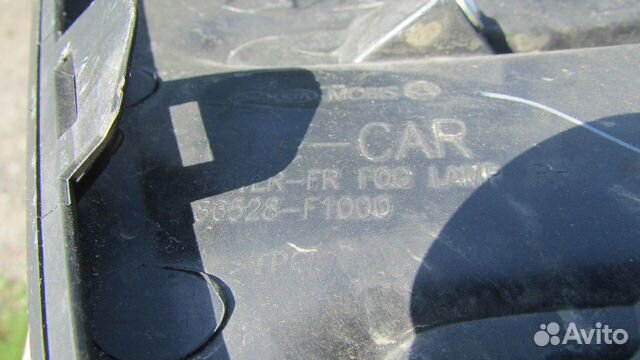 MOBIS
-CAR
COVER-FR FOG LAMP
86528-F1000
Avito